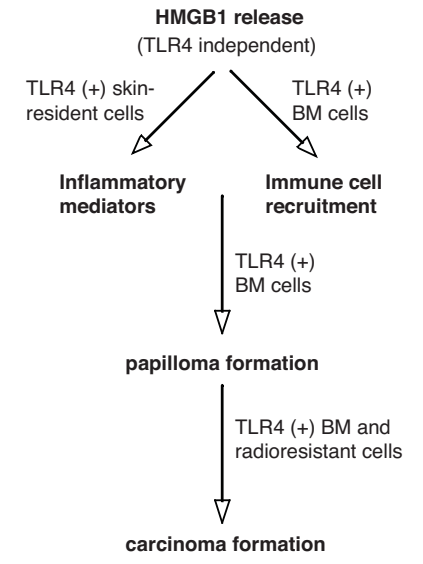 HMGB1 release
(TLR4 independent)
TLR4 (+) skin-
resident cells
TLR4 (+)
BM cells
Inflammatory
mediators
Immune cell
recruitment
TLR4 (+)
BM cells
papilloma formation
TLR4 (+) BM and
radioresistant cells
carcinoma formation